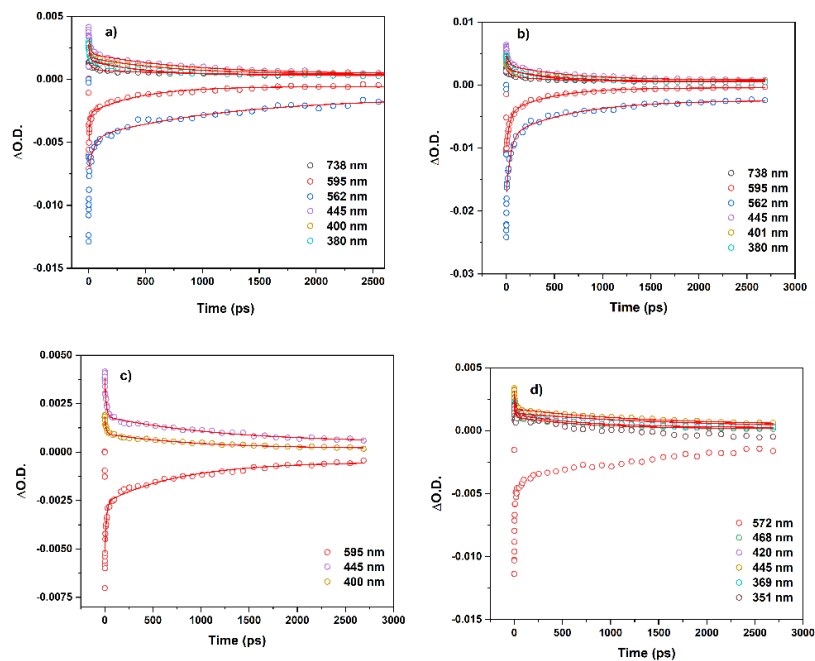 a)
0.005
0.000
-0.005
-0.010
-0.015
ΔO.D.
738 nm
595 nm
562 nm
445 nm
400 nm
380 nm
0 500 1000 1500 2000 2500
Time (ps)
b)
0.01
0.00
-0.01
-0.02
-0.03
ΔO.D.
738 nm
595 nm
562 nm
445 nm
401 nm
380 nm
0 500 1000 1500 2000 2500 3000
Time (ps)
c)
0.0050
0.0025
0.0000
-0.0025
-0.0050
-0.0075
ΔO.D.
595 nm
445 nm
400 nm
0 500 1000 1500 2000 2500 3000
Time (ps)
d)
0.005
0.000
-0.005
-0.010
-0.015
ΔO.D.
572 nm
468 nm
420 nm
445 nm
369 nm
351 nm
0 500 1000 1500 2000 2500 3000
Time (ps)